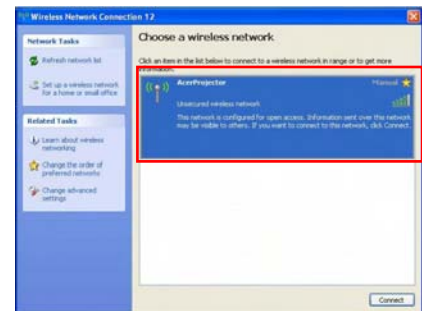 Wireless Network Connection 12
Network Tasks
Refresh network list
Set up a wireless network
for a home or small office
Related Tasks
Learn about wireless
networking
Change the order of
preferred networks
Change advanced
settings
Choose a wireless network
Click an item in the list below to connect to a wireless network in range or to get more
information.
AcerProjector
Manual
Unsecured wireless network
This network is configured for open access. Information sent over this network
may be visible to others. If you want to connect to this network, click Connect.
Connect